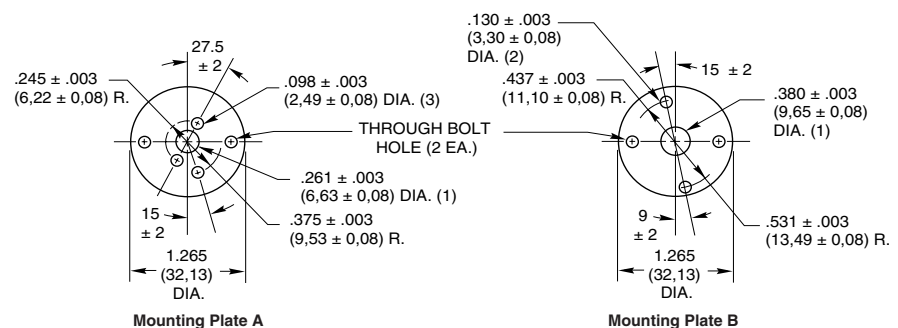 27.5
± 2
.245 ± .003
(6,22 ± 0,08) R.
.098 ± .003
(2,49 ± 0,08) DIA. (3)
THROUGH BOLT
HOLE (2 EA.)
.261 ± .003
(6,63 ± 0,08) DIA. (1)
.375 ± .003
(9,53 ± 0,08) R.
15
± 2
1.265
(32,13)
DIA.
Mounting Plate A
.130 ± .003
(3,30 ± 0,08)
DIA. (2)
15 ± 2
.437 ± .003
(11,10 ± 0,08) R.
.380 ± .003
(9,65 ± 0,08)
DIA. (1)
9
± 2
.531 ± .003
(13,49 ± 0,08) R.
1.265
(32,13)
DIA.
Mounting Plate B